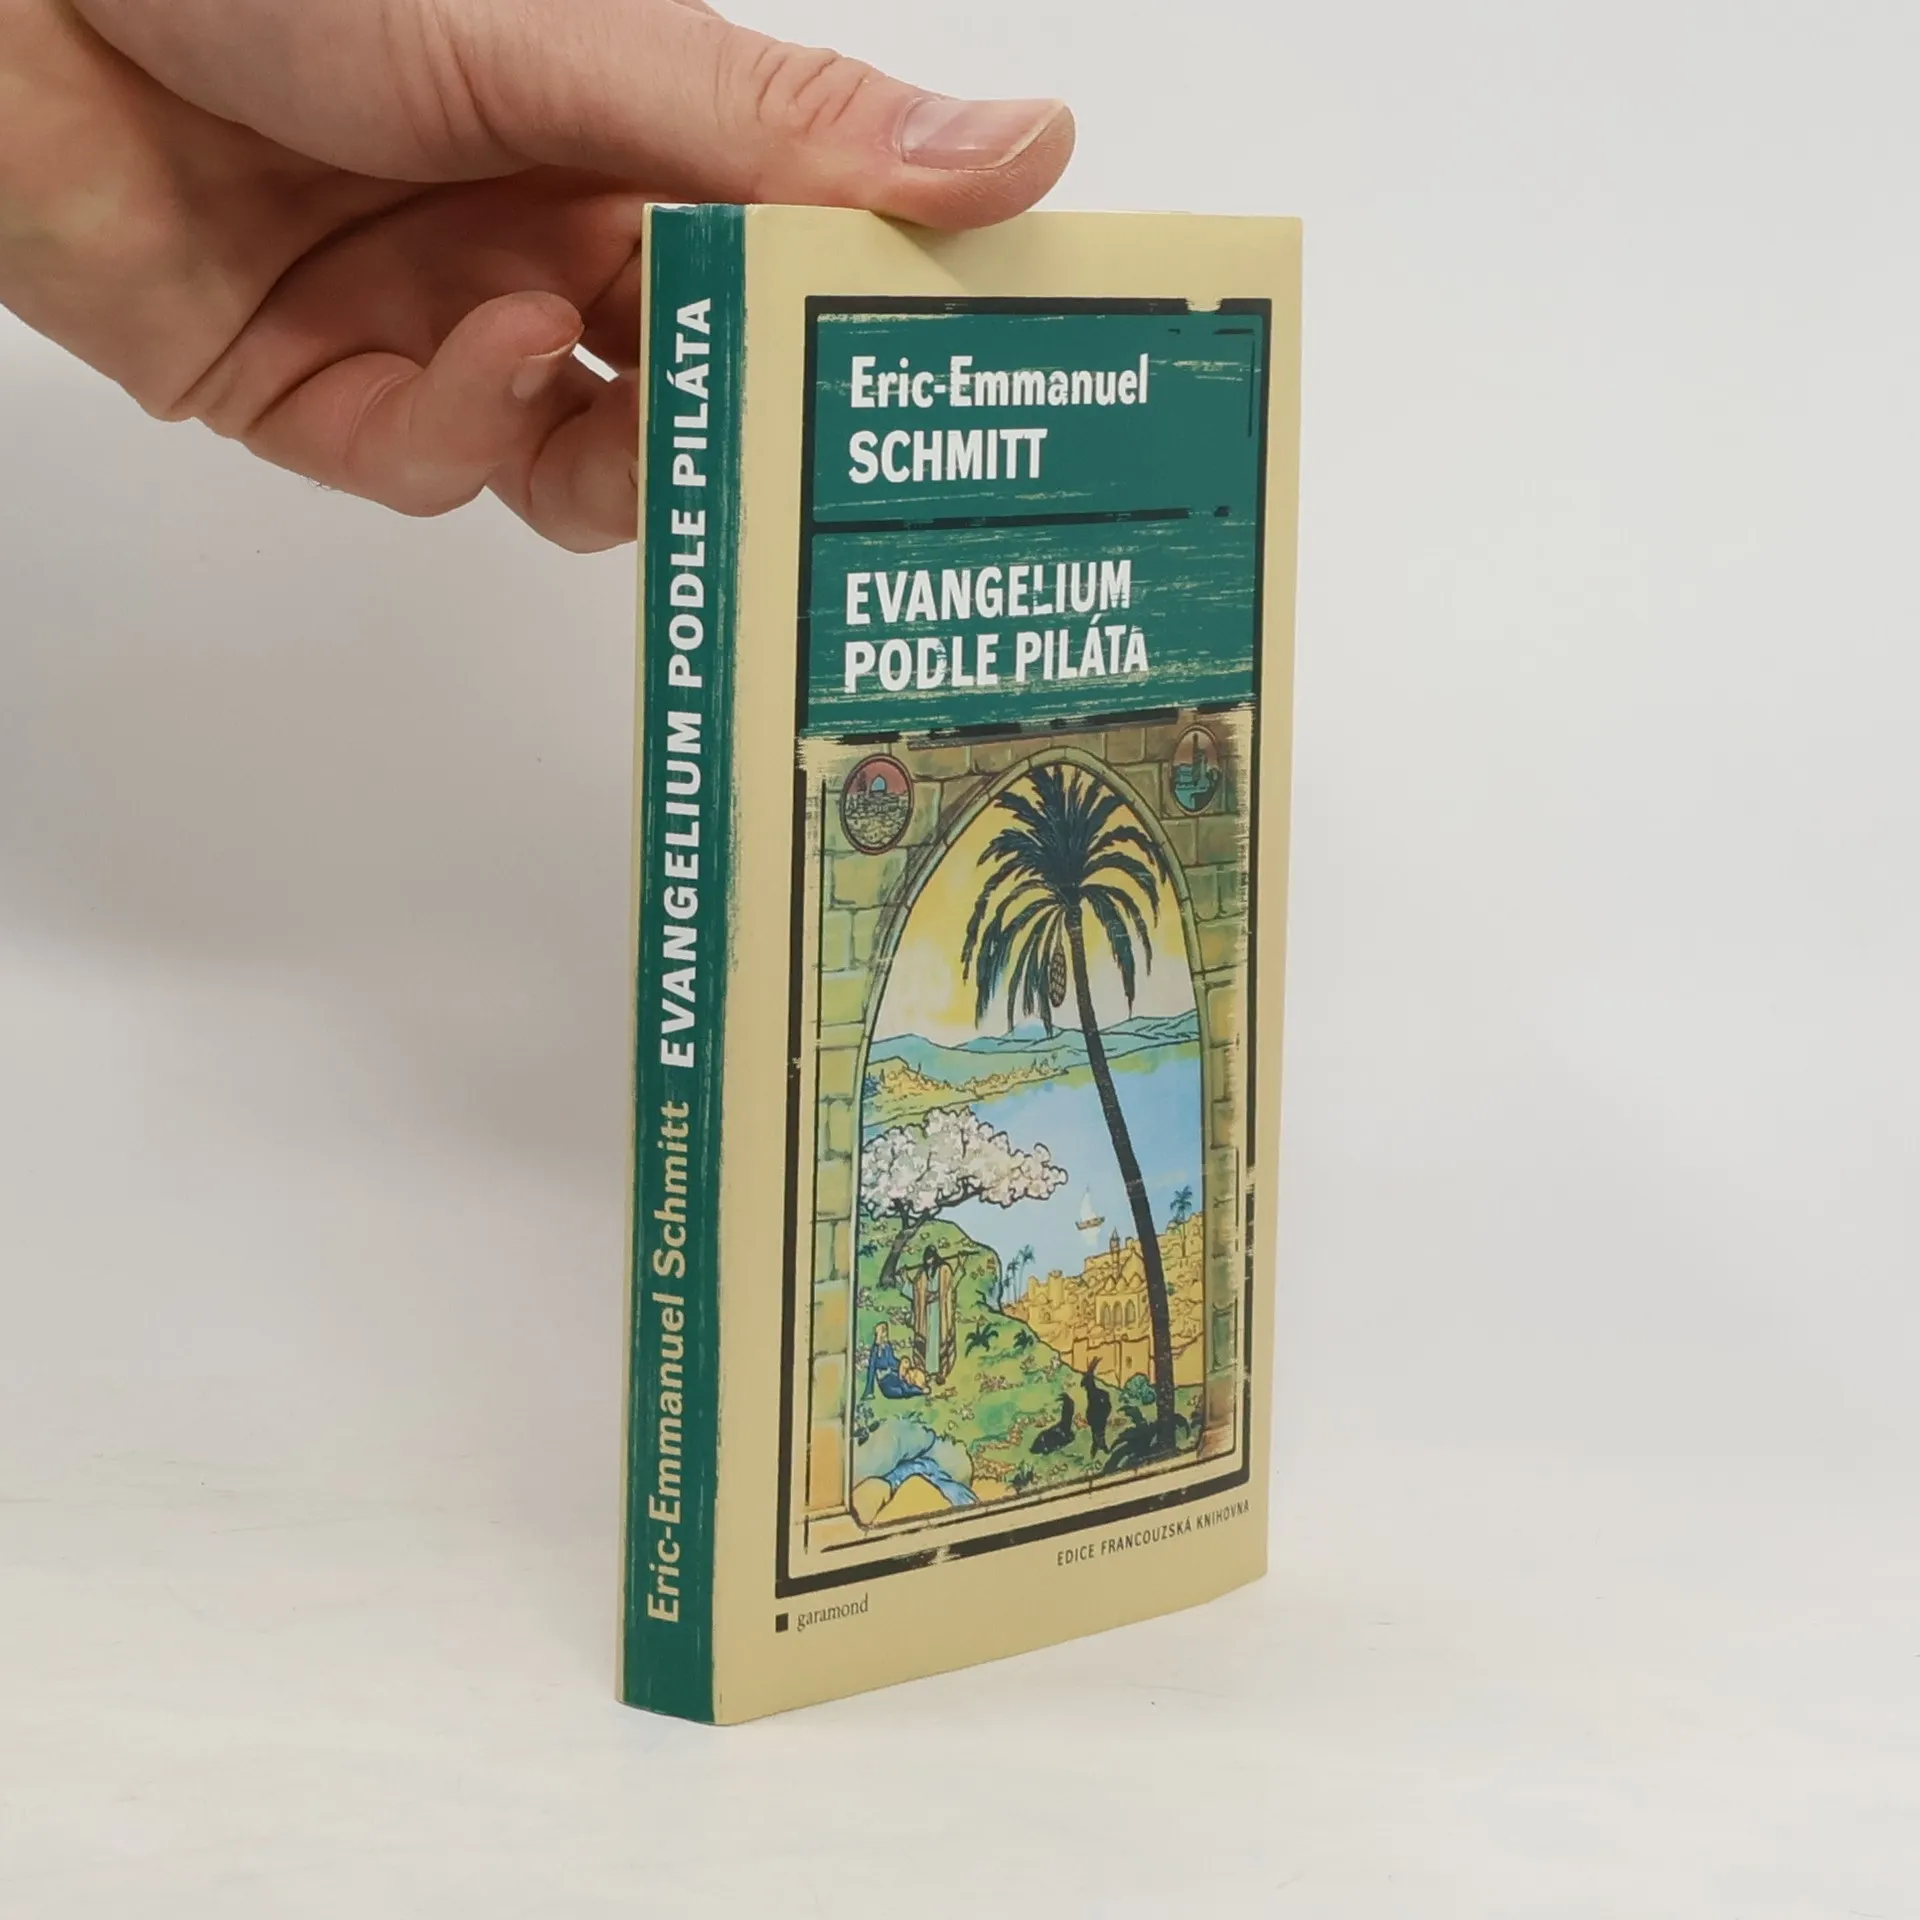 Eric-Emmanuel Schmitt EVANGELIUM PODLE PILÁTA
Eric-Emmanuel
SCHMITT
EVANGELIUM
PODLE PILÁTA
EDICE FRANCOUZSKÁ KNIHOVNA
garamond